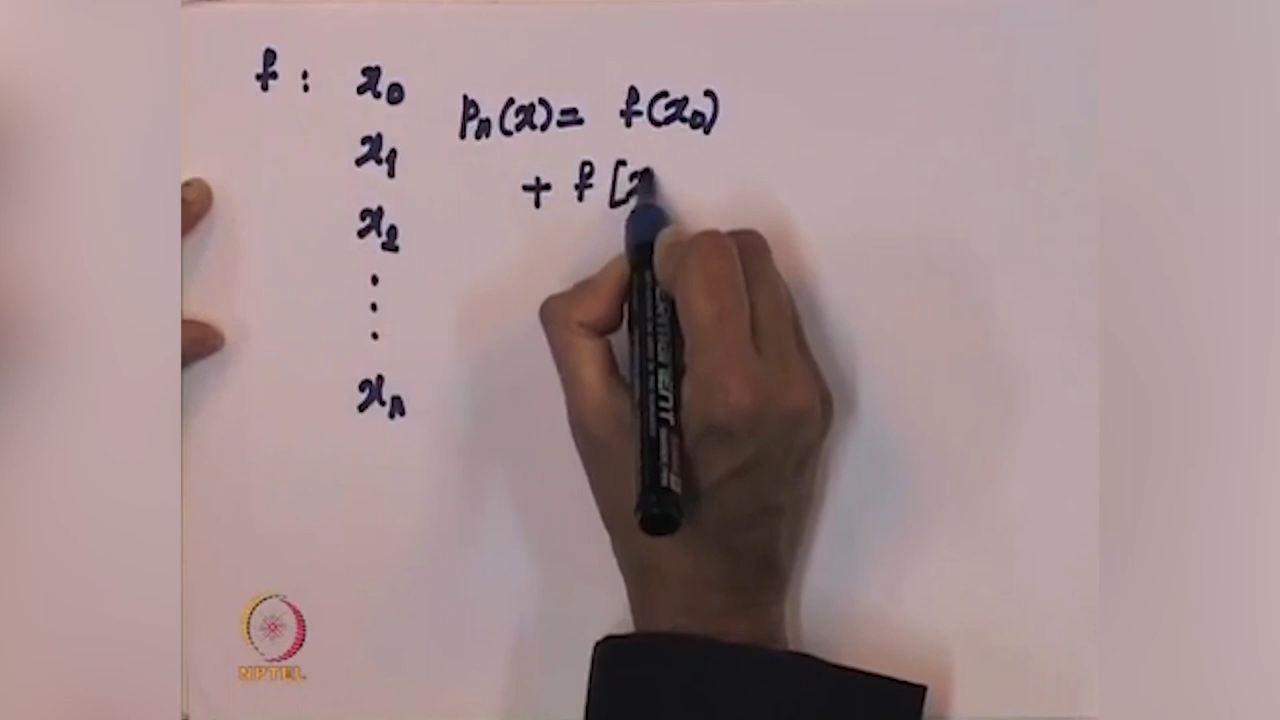 f : x₀
pₙ(x) = f(x₀)
x₁
+ f [x
x₂
⋮
xₙ
NPTEL